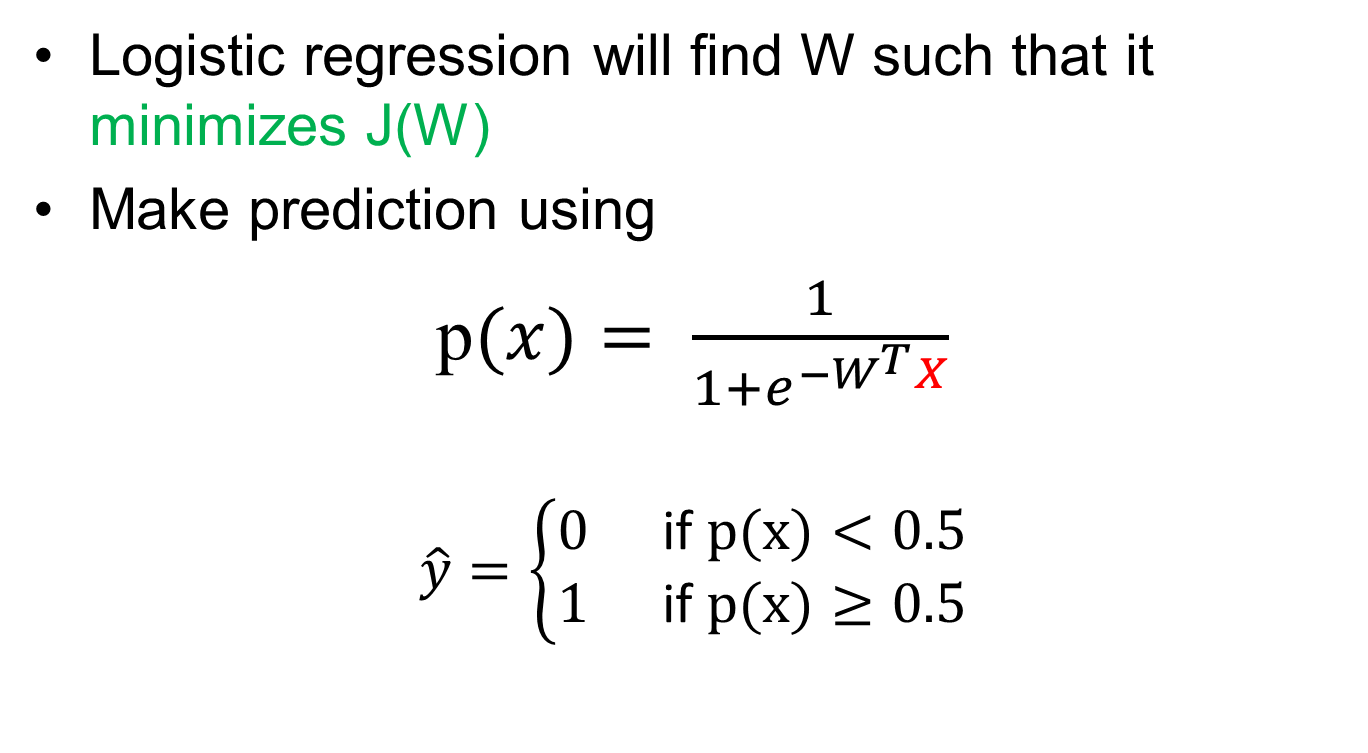 • Logistic regression will find W such that it
minimizes J(W)
• Make prediction using
p(x) = 1 / (1+e^{-W^T X})
ŷ = { 0 if p(x) < 0.5
1 if p(x) ≥ 0.5